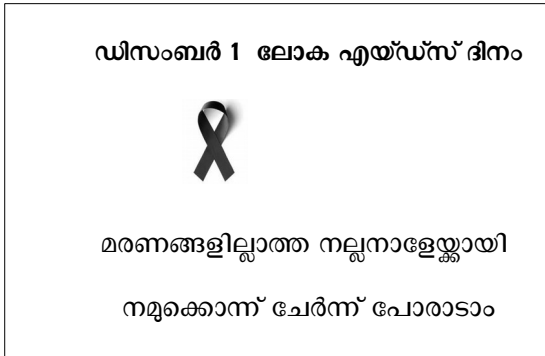 ഡിസംബർ 1 ലോക എയ്ഡ്സ് ദിനം
മരണങ്ങളില്ലാത്ത നല്ലനാളേയ്ക്കായി
നമുക്കൊന്ന് ചേർന്ന് പോരാടാം